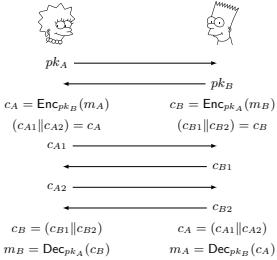 pk_A
pk_B
c_A = Enc_{pk_B}(m_A) c_B = Enc_{pk_A}(m_B)
(c_{A1}‖c_{A2}) = c_A (c_{B1}‖c_{B2}) = c_B
c_{A1}
c_{B1}
c_{A2}
c_{B2}
c_B = (c_{B1}‖c_{B2}) c_A = (c_{A1}‖c_{A2})
m_B = Dec_{pk_A}(c_B) m_A = Dec_{pk_B}(c_A)